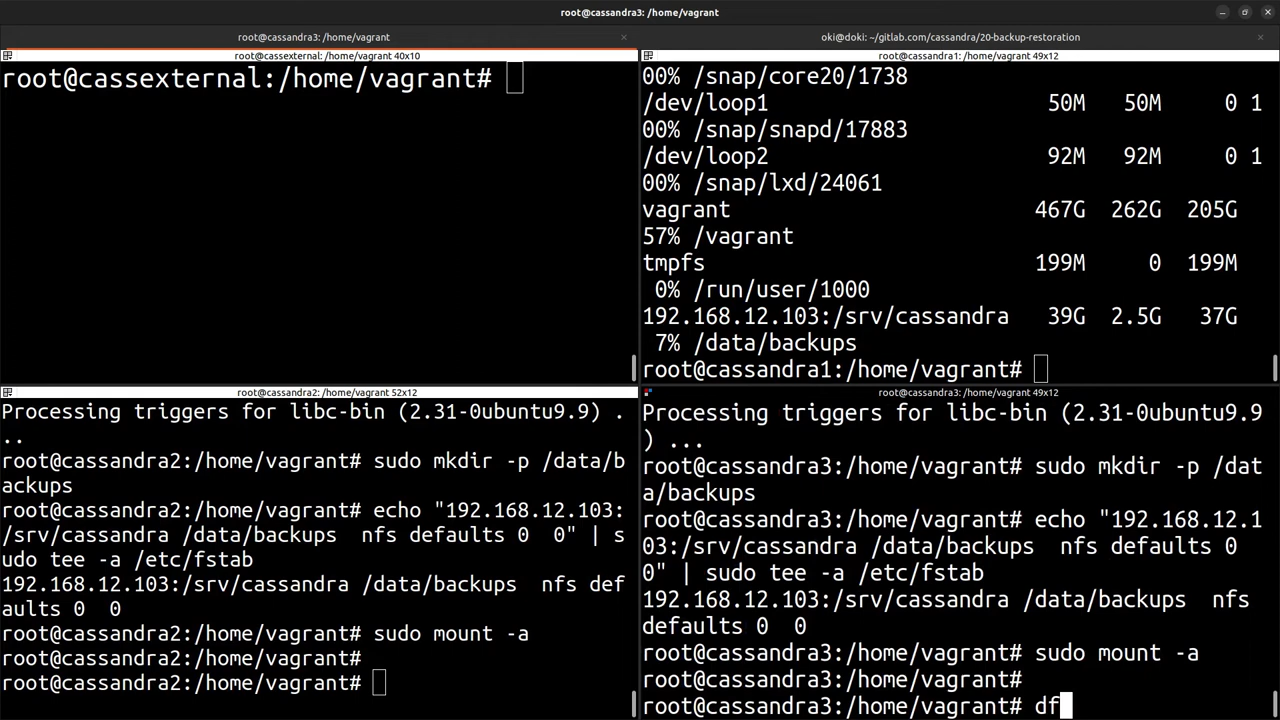 root@cassandra3: /home/vagrant
root@cassandra3: /home/vagrant
oki@doki: ~/gitlab.com/cassandra/20-backup-restoration
root@cassexternal: /home/vagrant 40x10
root@cassexternal:/home/vagrant#
root@cassandra1: /home/vagrant 49x12
00% /snap/core20/1738
/dev/loop1 50M 50M 0 1
00% /snap/snapd/17883
/dev/loop2 92M 92M 0 1
00% /snap/lxd/24061
vagrant 467G 262G 205G
57% /vagrant
tmpfs 199M 0 199M
0% /run/user/1000
192.168.12.103:/srv/cassandra 39G 2.5G 37G
7% /data/backups
root@cassandra1:/home/vagrant#
root@cassandra2: /home/vagrant 52x12
Processing triggers for libc-bin (2.31-0ubuntu9.9) .
..
root@cassandra2:/home/vagrant# sudo mkdir -p /data/b
ackups
root@cassandra2:/home/vagrant# echo "192.168.12.103:
/srv/cassandra /data/backups  nfs defaults 0  0" | s
udo tee -a /etc/fstab
192.168.12.103:/srv/cassandra /data/backups  nfs def
aults 0  0
root@cassandra2:/home/vagrant# sudo mount -a
root@cassandra2:/home/vagrant#
root@cassandra2:/home/vagrant#
root@cassandra3: /home/vagrant 49x12
Processing triggers for libc-bin (2.31-0ubuntu9.9
) ...
root@cassandra3:/home/vagrant# sudo mkdir -p /dat
a/backups
root@cassandra3:/home/vagrant# echo "192.168.12.1
03:/srv/cassandra /data/backups  nfs defaults 0
0" | sudo tee -a /etc/fstab
192.168.12.103:/srv/cassandra /data/backups  nfs
defaults 0  0
root@cassandra3:/home/vagrant# sudo mount -a
root@cassandra3:/home/vagrant#
root@cassandra3:/home/vagrant# df